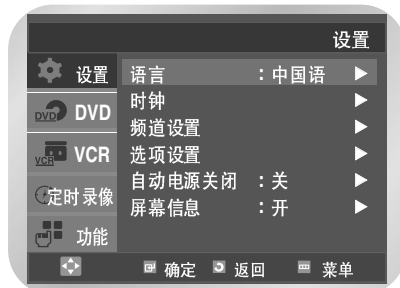 设置
设置
语言 : 中国语 ▶
时钟 ▶
DVD DVD
频道设置 ▶
VCR VCR
选项设置 ▶
自动电源关闭 : 关 ▶
定时录像
屏幕信息 : 开 ▶
功能
确定 返回 菜单